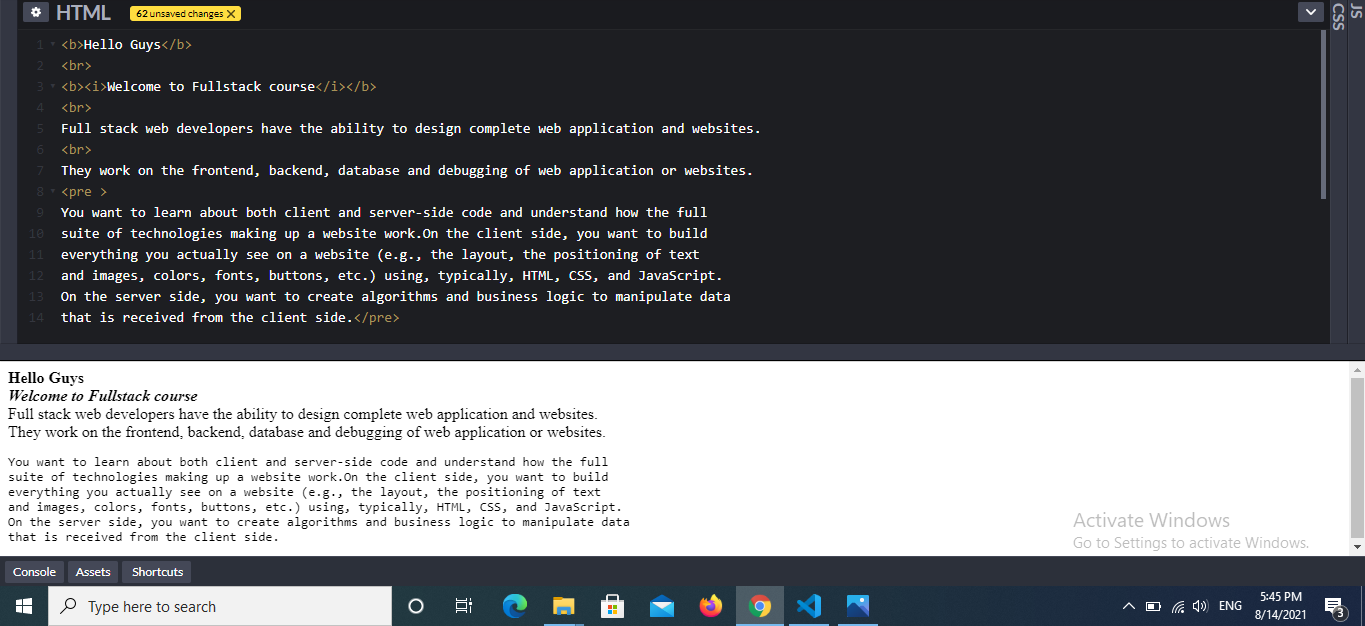 HTML
62 unsaved changes X
CSS
JS
1 <b>Hello Guys</b>
2 <br>
3 <b><i>Welcome to Fullstack course</i></b>
4 <br>
5 Full stack web developers have the ability to design complete web application and websites.
6 <br>
7 They work on the frontend, backend, database and debugging of web application or websites.
8 <pre >
9 You want to learn about both client and server-side code and understand how the full
10 suite of technologies making up a website work.On the client side, you want to build
11 everything you actually see on a website (e.g., the layout, the positioning of text
12 and images, colors, fonts, buttons, etc.) using, typically, HTML, CSS, and JavaScript.
13 On the server side, you want to create algorithms and business logic to manipulate data
14 that is received from the client side.</pre>
Hello Guys
Welcome to Fullstack course
Full stack web developers have the ability to design complete web application and websites.
They work on the frontend, backend, database and debugging of web application or websites.
You want to learn about both client and server-side code and understand how the full
suite of technologies making up a website work.On the client side, you want to build
everything you actually see on a website (e.g., the layout, the positioning of text
and images, colors, fonts, buttons, etc.) using, typically, HTML, CSS, and JavaScript.
On the server side, you want to create algorithms and business logic to manipulate data
that is received from the client side.
Activate Windows
Go to Settings to activate Windows.
Console Assets Shortcuts
Type here to search
ENG
5:45 PM
8/14/2021
3